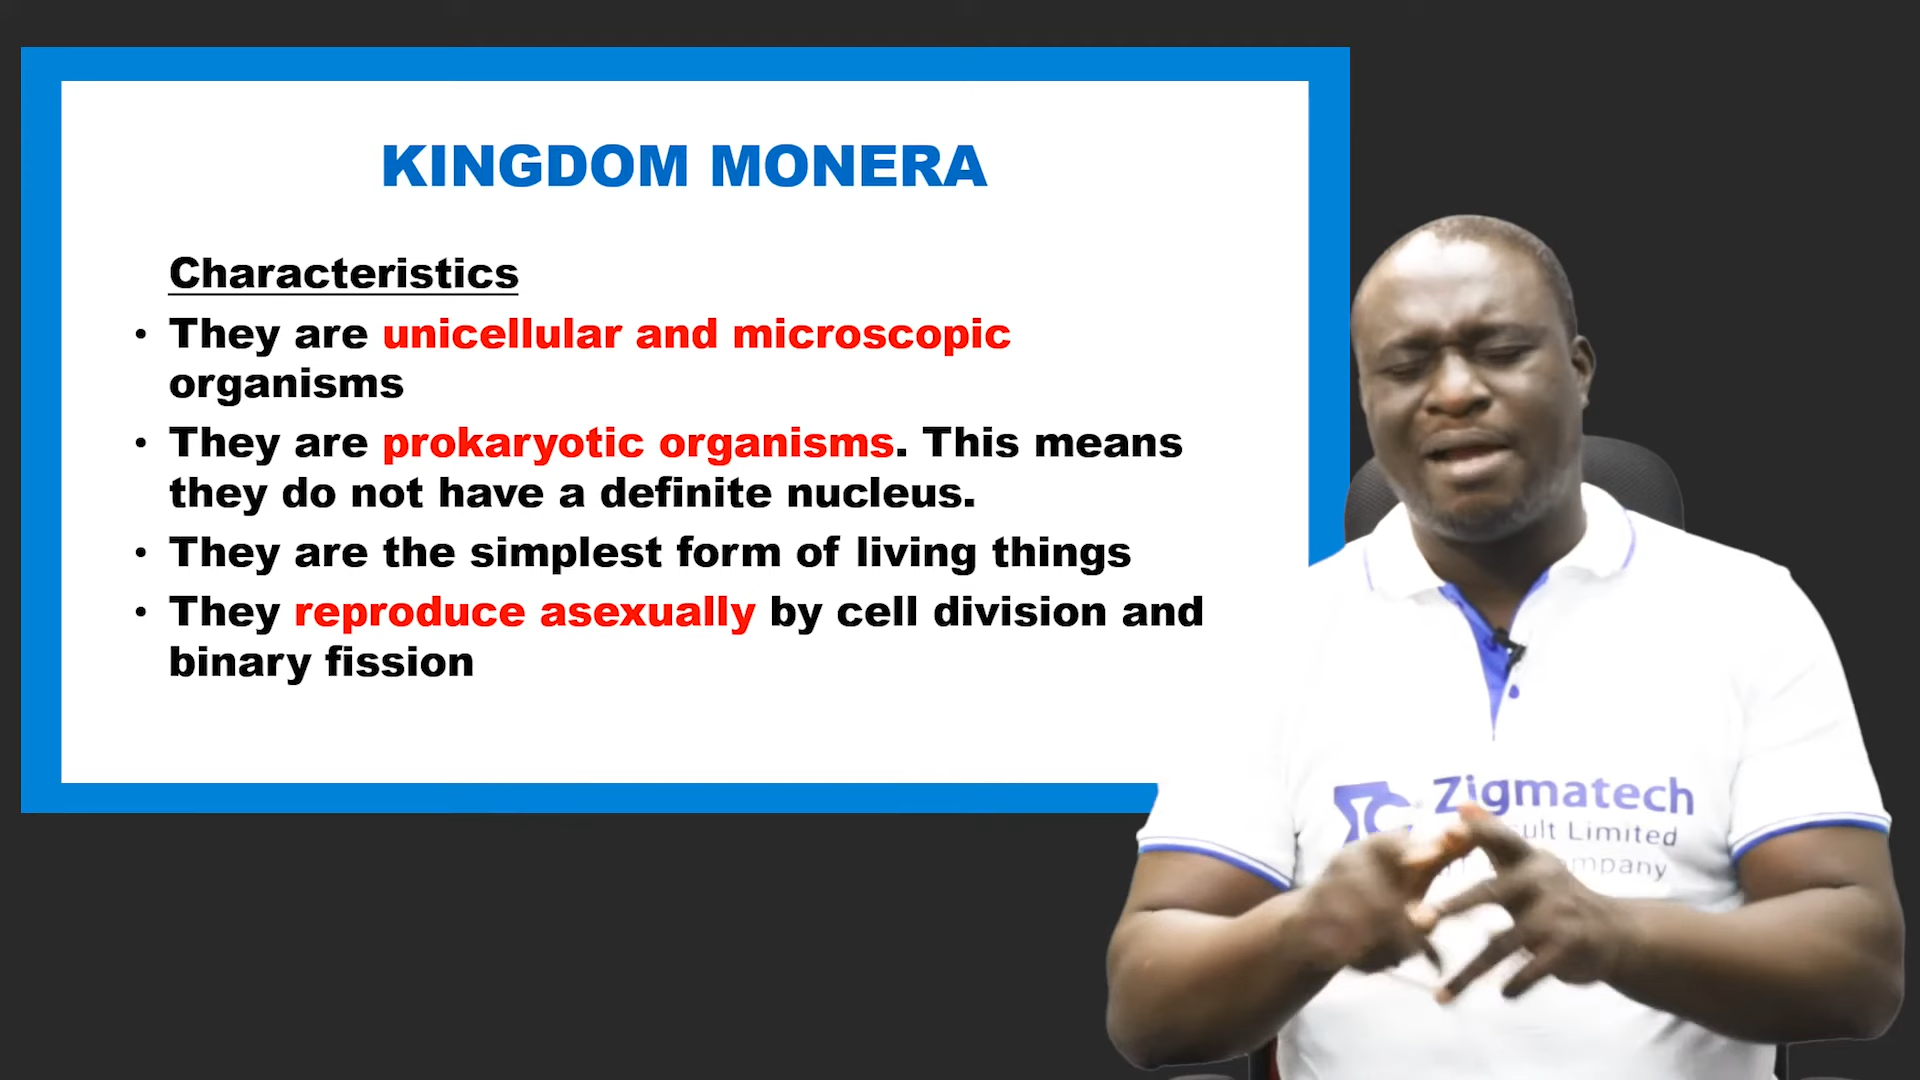 KINGDOM MONERA
Characteristics
• They are unicellular and microscopic
organisms
• They are prokaryotic organisms. This means
they do not have a definite nucleus.
• They are the simplest form of living things
• They reproduce asexually by cell division and
binary fission
Zigmatech
Limited